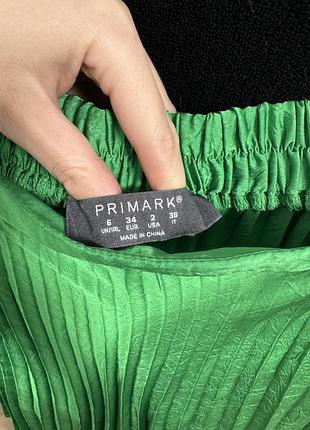 PRIMARK®
6 34 2 38
UK/IRL EUR USA IT
MADE IN CHINA